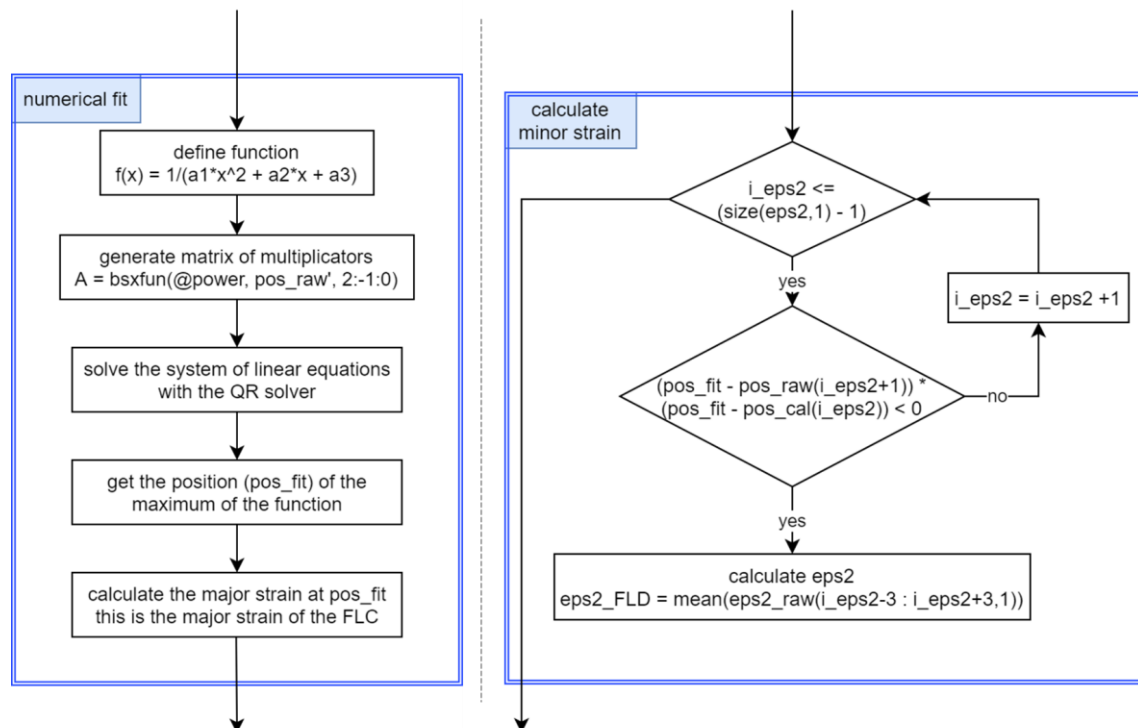 numerical fit
define function
f(x) = 1/(a1*x^2 + a2*x + a3)
generate matrix of multiplicators
A = bsxfun(@power, pos_raw', 2:-1:0)
solve the system of linear equations
with the QR solver
get the position (pos_fit) of the
maximum of the function
calculate the major strain at pos_fit
this is the major strain of the FLC
calculate
minor strain
i_eps2 <=
(size(eps2,1) - 1)
yes
i_eps2 = i_eps2 +1
(pos_fit - pos_raw(i_eps2+1)) *
(pos_fit - pos_cal(i_eps2)) < 0
no
yes
calculate eps2
eps2_FLD = mean(eps2_raw(i_eps2-3 : i_eps2+3,1))